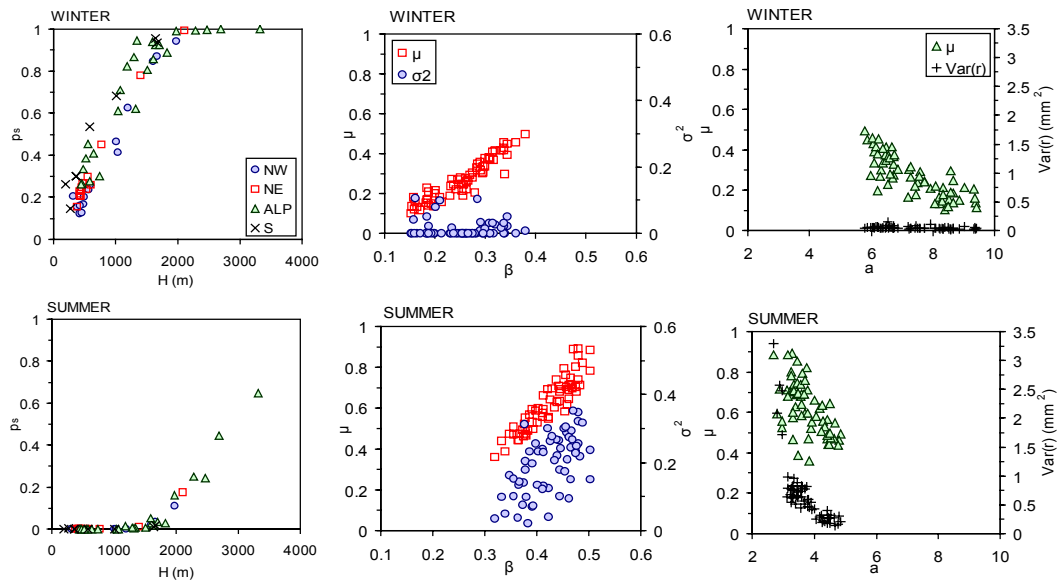 WINTER
1
0.8
0.6
0.4
0.2
0
ps
0 1000 2000 3000 4000
H (m)
NW
NE
ALP
S
WINTER
1
0.8
0.6
0.4
0.2
0
μ
0.6
0.4
0.2
0
σ2
0.1 0.2 0.3 0.4 0.5 0.6
β
μ
σ2
WINTER
1
0.8
0.6
0.4
0.2
0
μ
3.5
3
2.5
2
1.5
1
0.5
0
Var(r) (mm2)
2 4 6 8 10
a
μ
Var(r)
SUMMER
1
0.8
0.6
0.4
0.2
0
ps
0 1000 2000 3000 4000
H (m)
SUMMER
1
0.8
0.6
0.4
0.2
0
μ
0.6
0.4
0.2
0
σ2
0.1 0.2 0.3 0.4 0.5 0.6
β
SUMMER
1
0.8
0.6
0.4
0.2
0
μ
3.5
3
2.5
2
1.5
1
0.5
0
Var(r) (mm2)
2 4 6 8 10
a